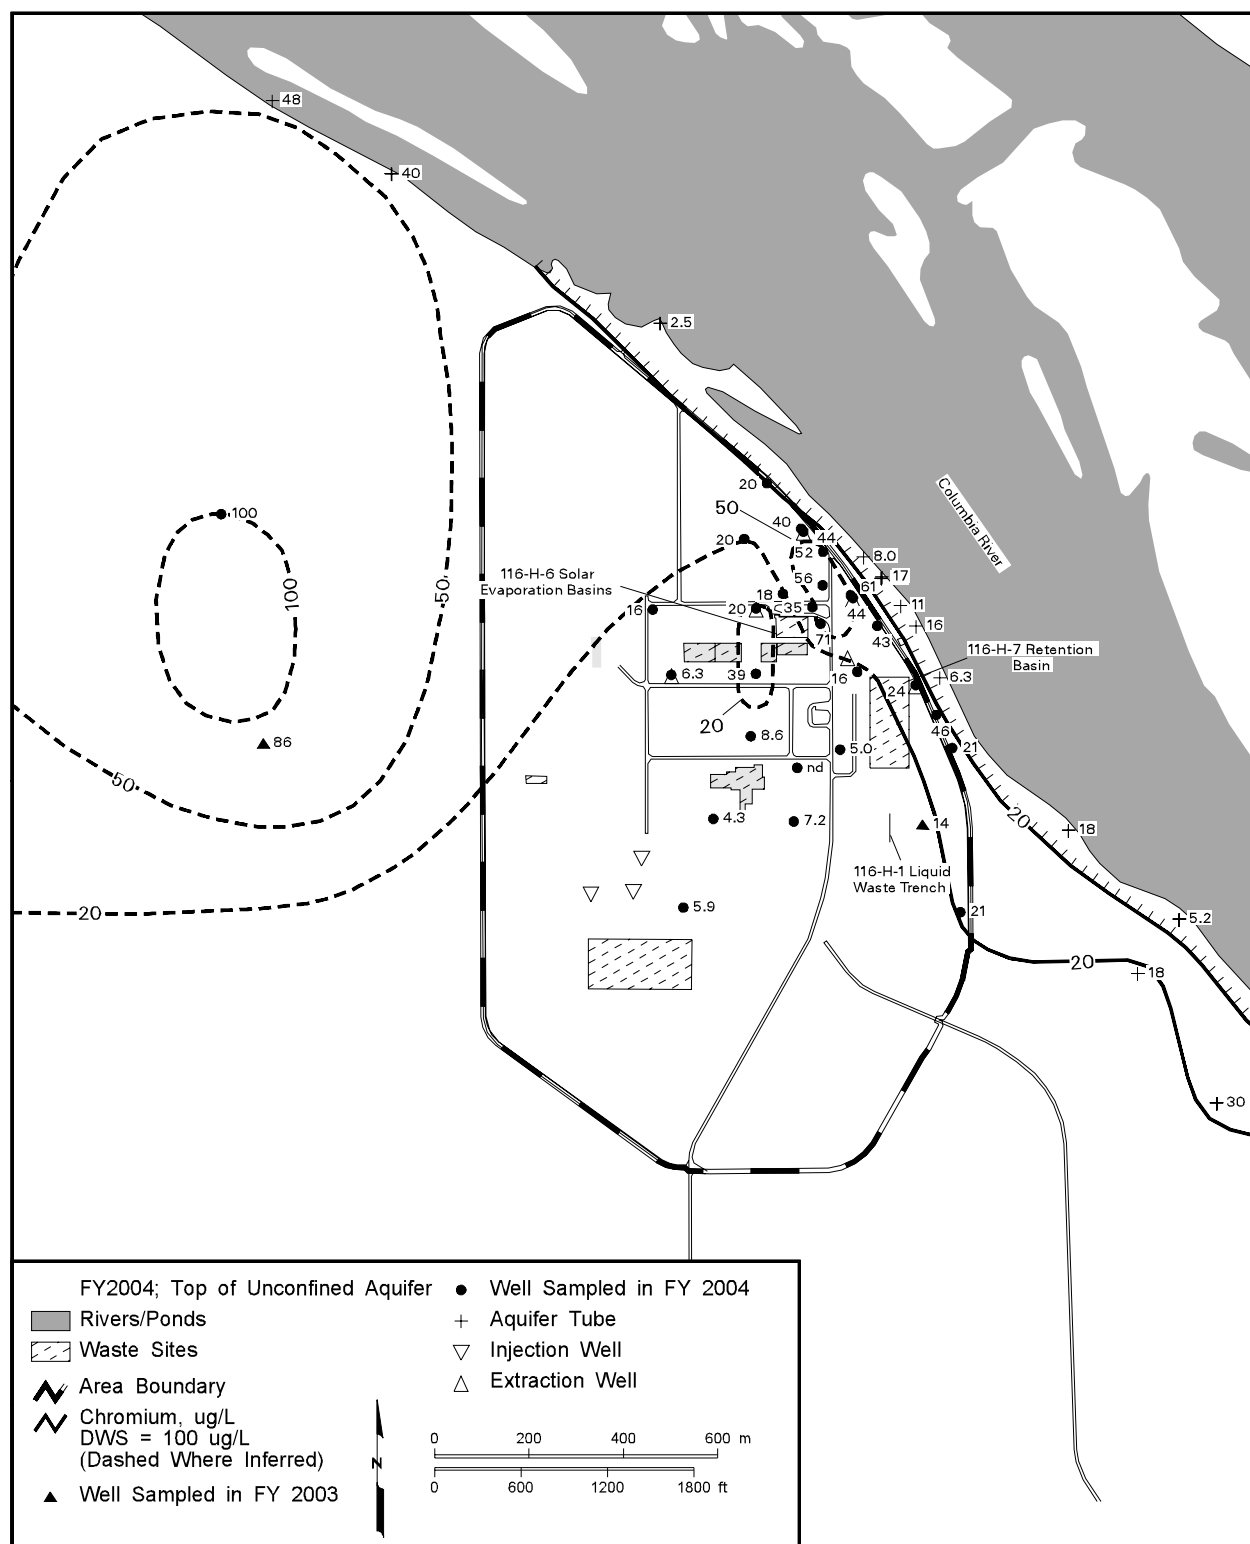 48
40
2.5
Columbia River
20
50
40
44
20
52
8.0
100
116-H-6 Solar
Evaporation Basins
56
17
61
18
50
100
16
20
35
44
11
71
43
16
116-H-7 Retention
Basin
6.3
39
16
24
6.3
20
46
86
8.6
5.0
21
50
nd
4.3
7.2
14
20
18
116-H-1 Liquid
Waste Trench
20
5.9
21
5.2
20
18
30
FY2004; Top of Unconfined Aquifer
Rivers/Ponds
Waste Sites
Area Boundary
Chromium, ug/L
DWS = 100 ug/L
(Dashed Where Inferred)
Well Sampled in FY 2003
Well Sampled in FY 2004
Aquifer Tube
Injection Well
Extraction Well
N
0 200 400 600 m
0 600 1200 1800 ft